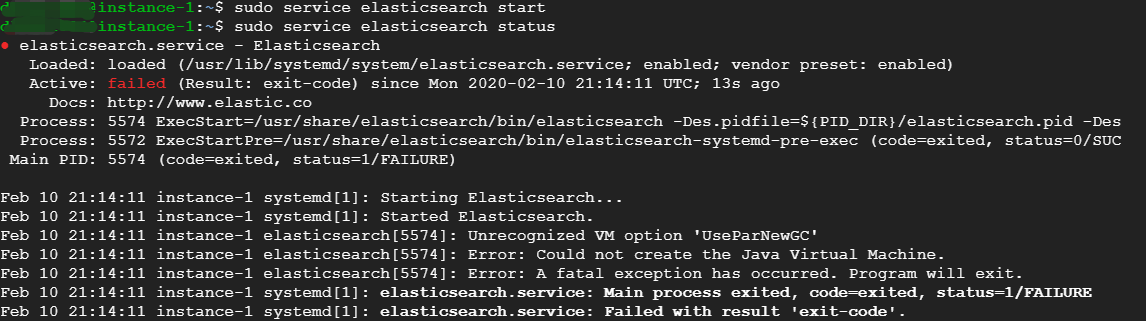 @instance-1:~$ sudo service elasticsearch start
@instance-1:~$ sudo service elasticsearch status
● elasticsearch.service - Elasticsearch
Loaded: loaded (/usr/lib/systemd/system/elasticsearch.service; enabled; vendor preset: enabled)
Active: failed (Result: exit-code) since Mon 2020-02-10 21:14:11 UTC; 13s ago
Docs: http://www.elastic.co
Process: 5574 ExecStart=/usr/share/elasticsearch/bin/elasticsearch -Des.pidfile=${PID_DIR}/elasticsearch.pid -Des
Process: 5572 ExecStartPre=/usr/share/elasticsearch/bin/elasticsearch-systemd-pre-exec (code=exited, status=0/SUC
Main PID: 5574 (code=exited, status=1/FAILURE)
Feb 10 21:14:11 instance-1 systemd[1]: Starting Elasticsearch...
Feb 10 21:14:11 instance-1 systemd[1]: Started Elasticsearch.
Feb 10 21:14:11 instance-1 elasticsearch[5574]: Unrecognized VM option 'UseParNewGC'
Feb 10 21:14:11 instance-1 elasticsearch[5574]: Error: Could not create the Java Virtual Machine.
Feb 10 21:14:11 instance-1 elasticsearch[5574]: Error: A fatal exception has occurred. Program will exit.
Feb 10 21:14:11 instance-1 systemd[1]: elasticsearch.service: Main process exited, code=exited, status=1/FAILURE
Feb 10 21:14:11 instance-1 systemd[1]: elasticsearch.service: Failed with result 'exit-code'.